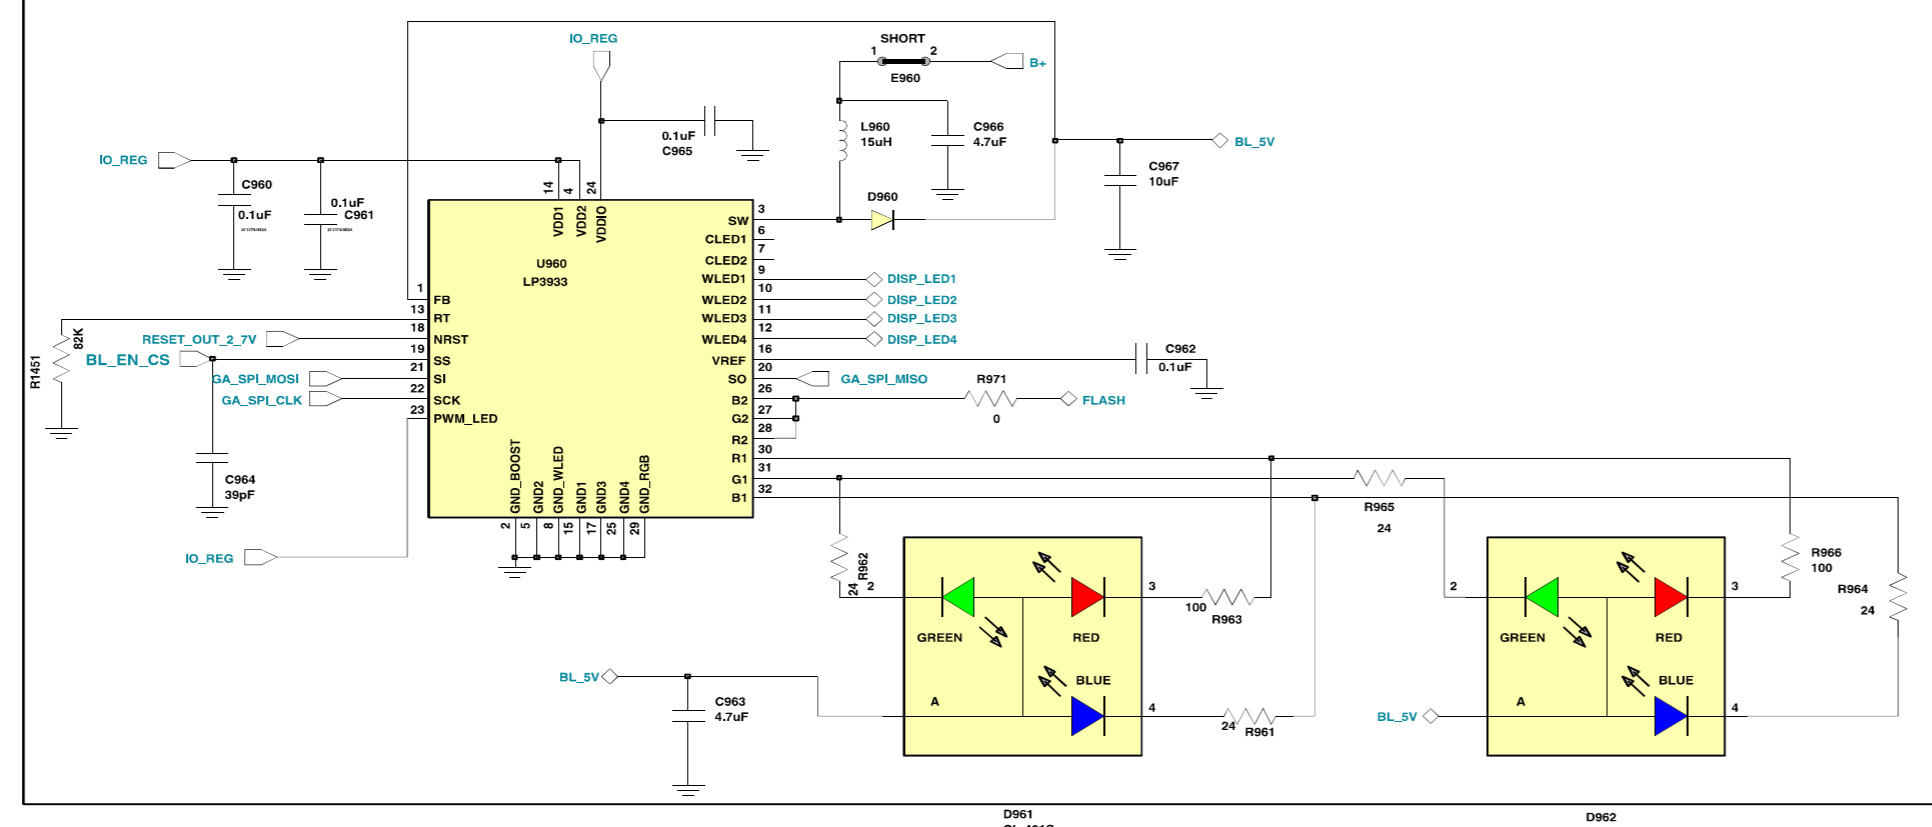 SHORT
1 2
E960
B+
IO_REG
0.1uF
C965
L960
15uH
C966
4.7uF
BL_5V
C967
10uF
IO_REG
C960
0.1uF
0.1uF
C961
14
4
24
VDD1
VDD2
VDDIO
D960
U960
LP3933
3
SW
6
CLED1
7
CLED2
9
WLED1
DISP_LED1
10
WLED2
DISP_LED2
11
WLED3
DISP_LED3
12
WLED4
DISP_LED4
16
VREF
C962
0.1uF
20
SO
GA_SPI_MISO
26
B2
R971
0
FLASH
27
G2
28
R2
30
R1
31
G1
32
B1
1
FB
13
RT
18
NRST
19
SS
21
SI
22
SCK
23
PWM_LED
82K
R1451
RESET_OUT_2_7V
BL_EN_CS
GA_SPI_MOSI
GA_SPI_CLK
C964
39pF
IO_REG
GND_BOOST
GND2
GND_WLED
GND1
GND3
GND4
GND_RGB
2
5
8
15
17
25
29
R965
24
R962
24
2
3
100
R963
GREEN
RED
BLUE
A
4
24
R961
BL_5V
C963
4.7uF
2
3
R966
100
R964
24
GREEN
RED
BLUE
A
4
BL_5V
D961
D962